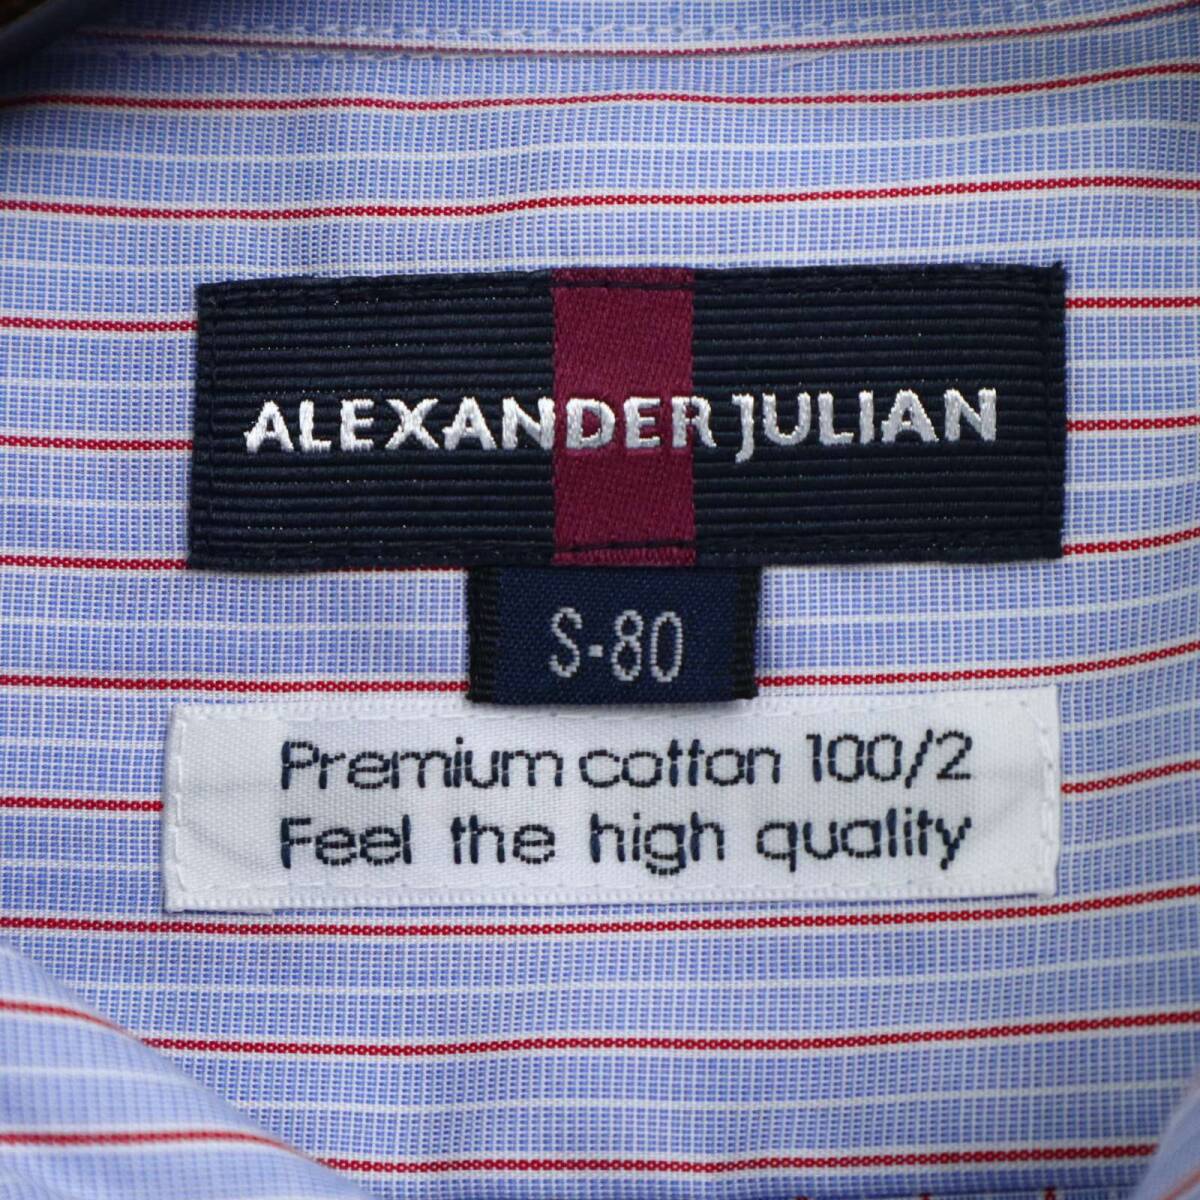 ALEXANDER JULIAN
S-80
Premium cotton 100/2
Feel the high quality